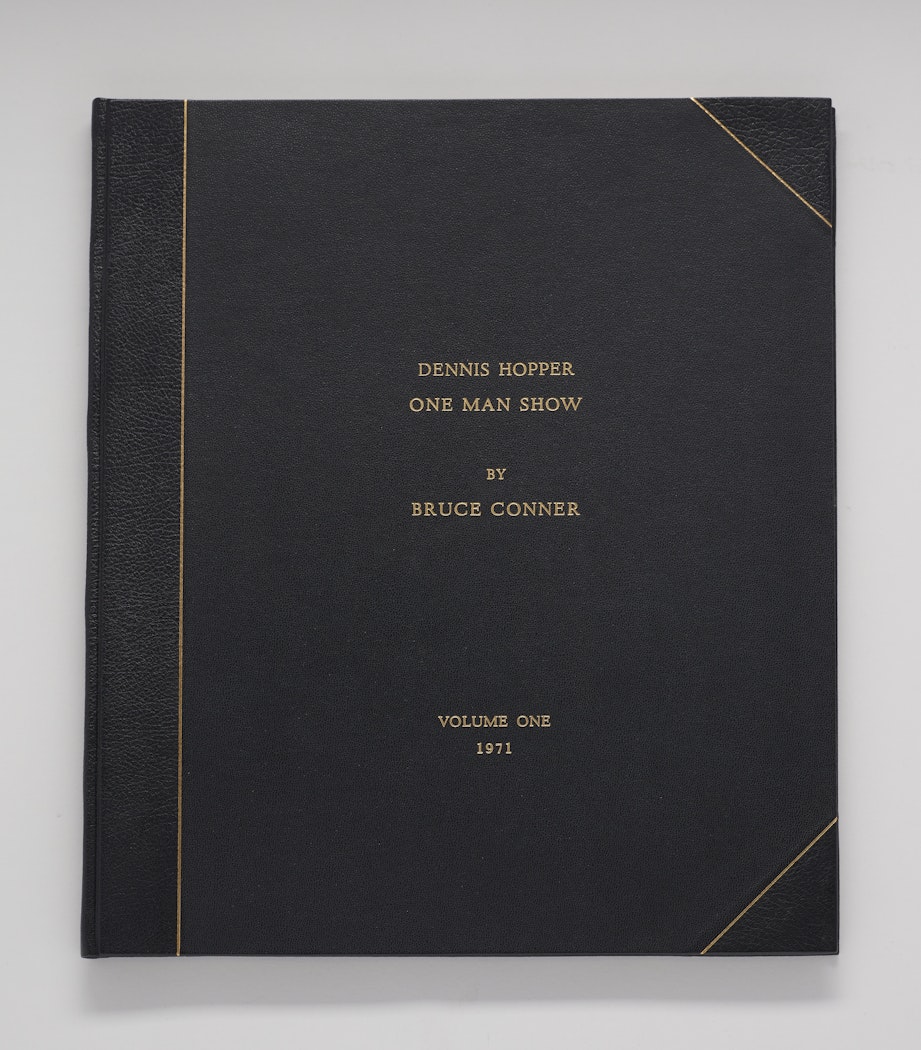 DENNIS HOPPER
ONE MAN SHOW
BY
BRUCE CONNER
VOLUME ONE
1971